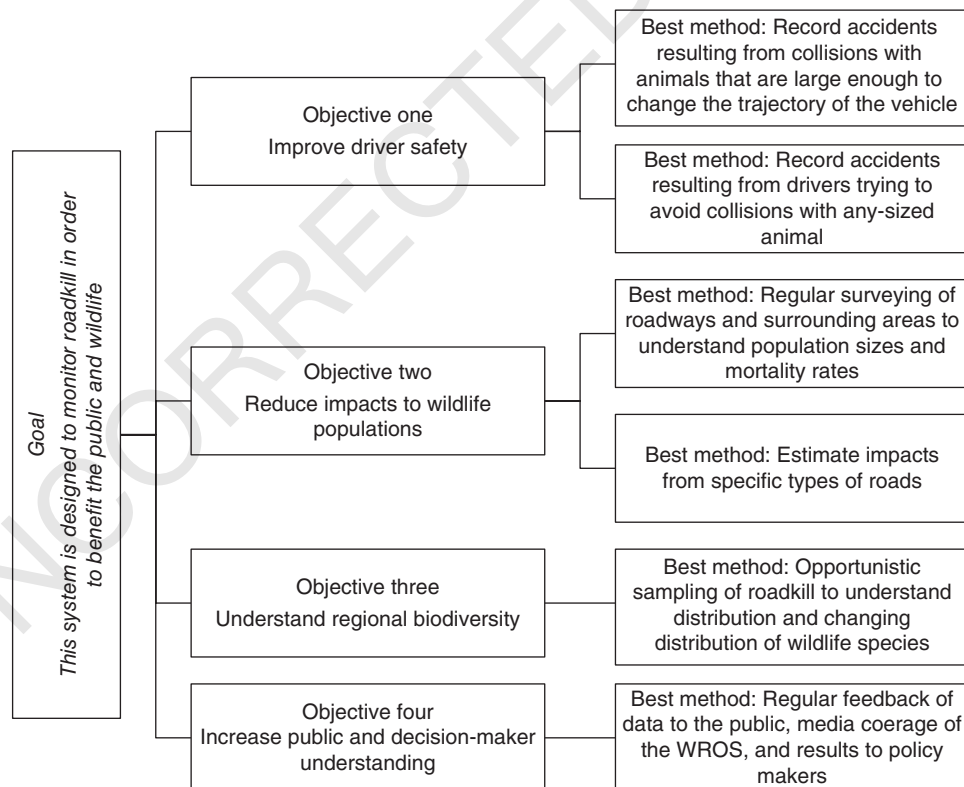 Goal
This system is designed to monitor roadkill in order
to benefit the public and wildlife
Objective one
Improve driver safety
Best method: Record accidents
resulting from collisions with
animals that are large enough to
change the trajectory of the vehicle
Best method: Record accidents
resulting from drivers trying to
avoid collisions with any-sized
animal
Objective two
Reduce impacts to wildlife
populations
Best method: Regular surveying of
roadways and surrounding areas to
understand population sizes and
mortality rates
Best method: Estimate impacts
from specific types of roads
Objective three
Understand regional biodiversity
Best method: Opportunistic
sampling of roadkill to understand
distribution and changing
distribution of wildlife species
Objective four
Increase public and decision-maker
understanding
Best method: Regular feedback of
data to the public, media coerage of
the WROS, and results to policy
makers
NCORRECTED